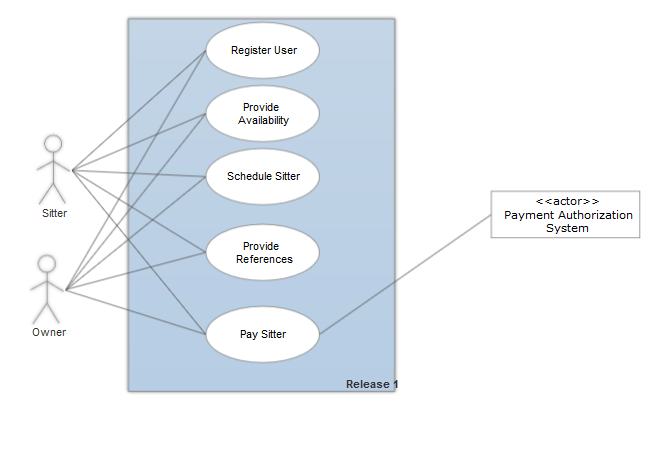 Register User
Provide
Availability
Schedule Sitter
Provide
References
Pay Sitter
Release 1
Sitter
Owner
<<actor>>
Payment Authorization
System